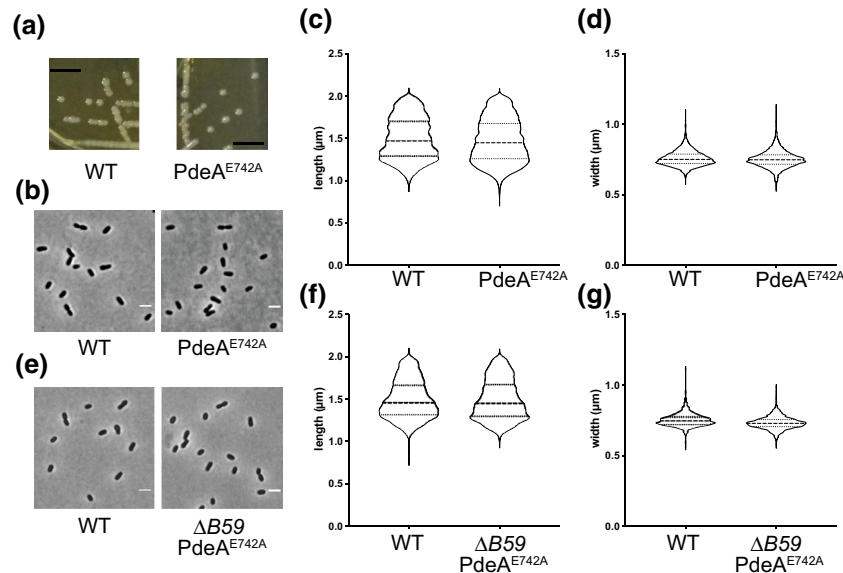 (a)
WT PdeA^E742A
(b)
WT PdeA^E742A
(e)
WT ΔB59
PdeA^E742A
(c)
2.5
2.0
1.5
1.0
0.5
0.0
length (µm)
WT PdeA^E742A
(d)
1.5
1.0
0.5
0.0
width (µm)
WT PdeA^E742A
(f)
2.5
2.0
1.5
1.0
0.5
0.0
length (µm)
WT ΔB59
PdeA^E742A
(g)
1.5
1.0
0.5
0.0
width (µm)
WT ΔB59
PdeA^E742A